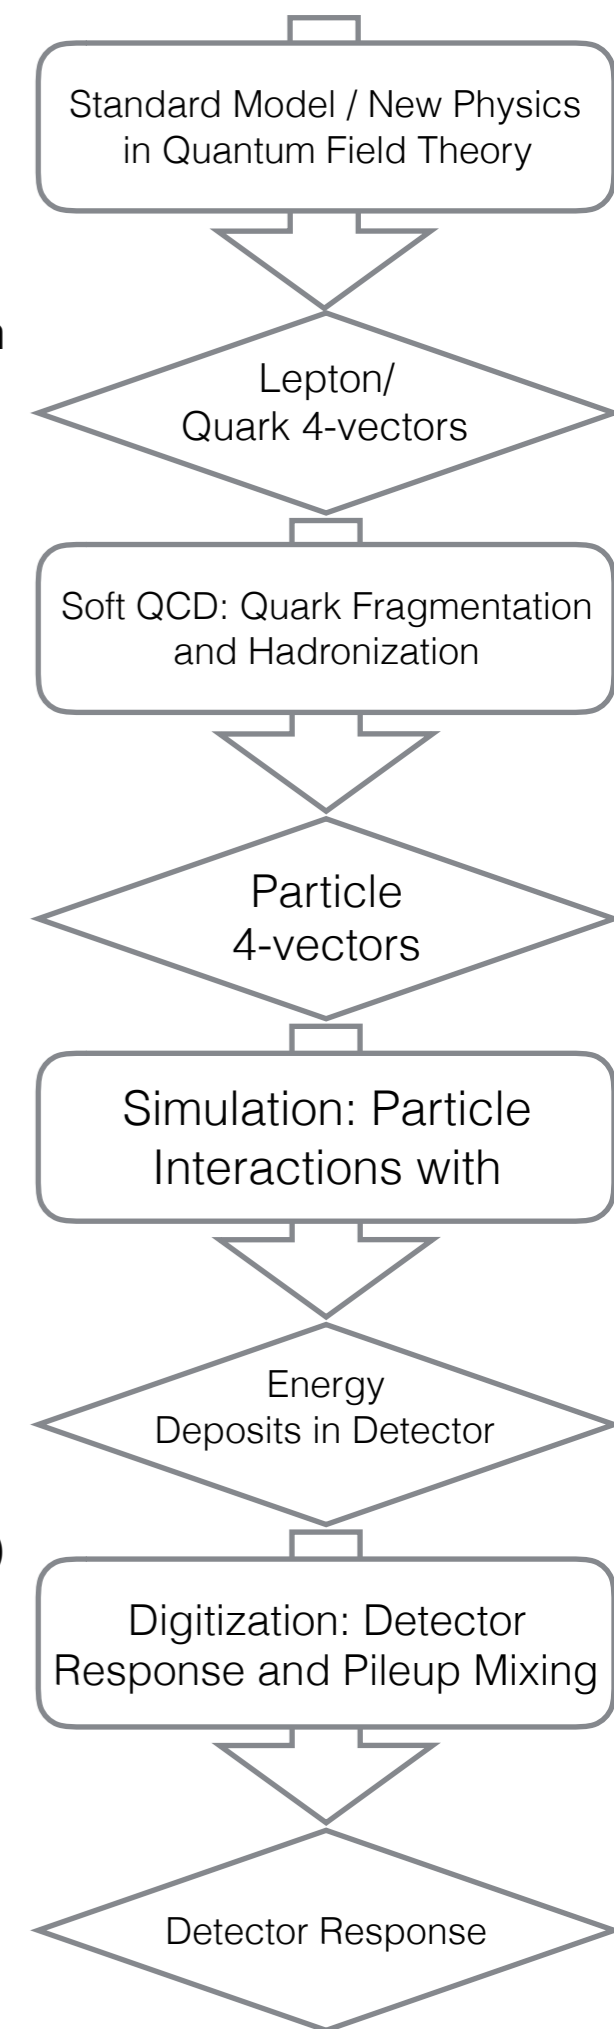 Standard Model / New Physics
in Quantum Field Theory
Lepton/
Quark 4-vectors
Soft QCD: Quark Fragmentation
and Hadronization
Particle
4-vectors
Simulation: Particle
Interactions with
Energy
Deposits in Detector
)
Digitization: Detector
Response and Pileup Mixing
Detector Response